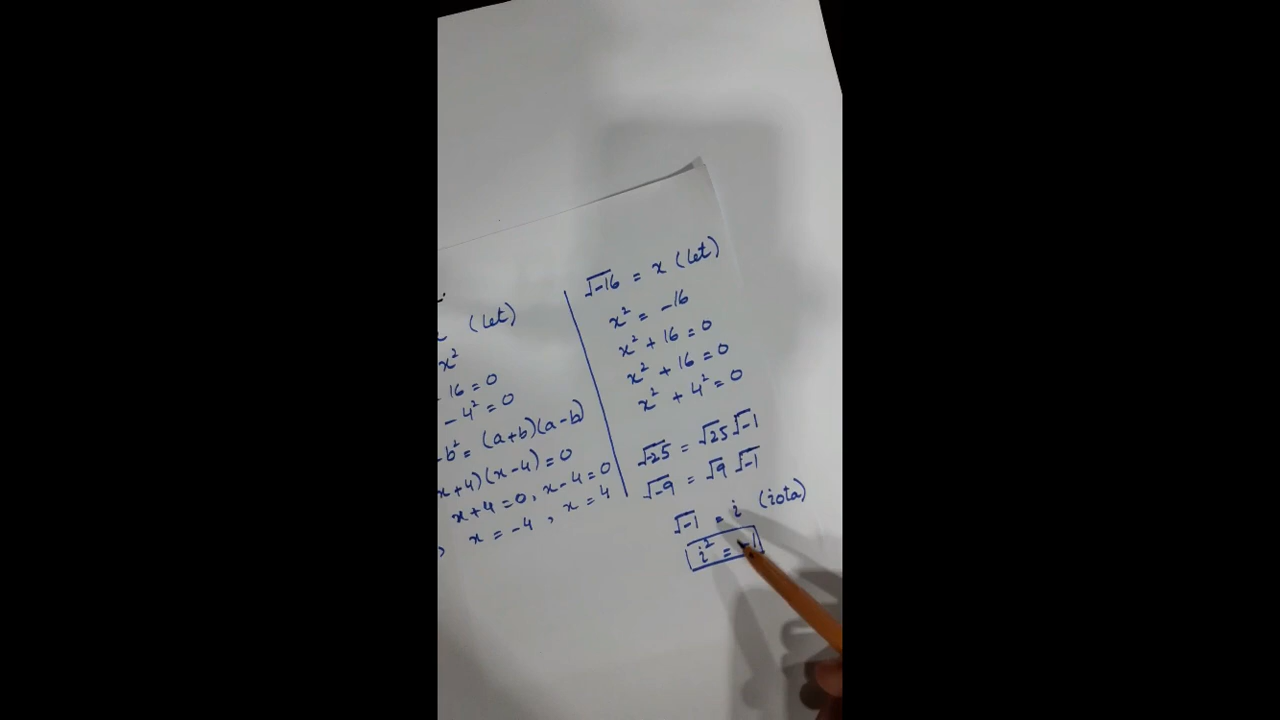 (let)
x²
16 = 0
- 4² = 0
b² = (a+b)(a-b)
x+4)(x-4) = 0
x+4 = 0, x-4 = 0
, x = -4 , x = 4
√-16 = x (let)
x² = -16
x² + 16 = 0
x² + 16 = 0
x² + 4² = 0
√-25 = √25 √-1
√-9 = √9 √-1
√-1 = i (iota)
i² = -1